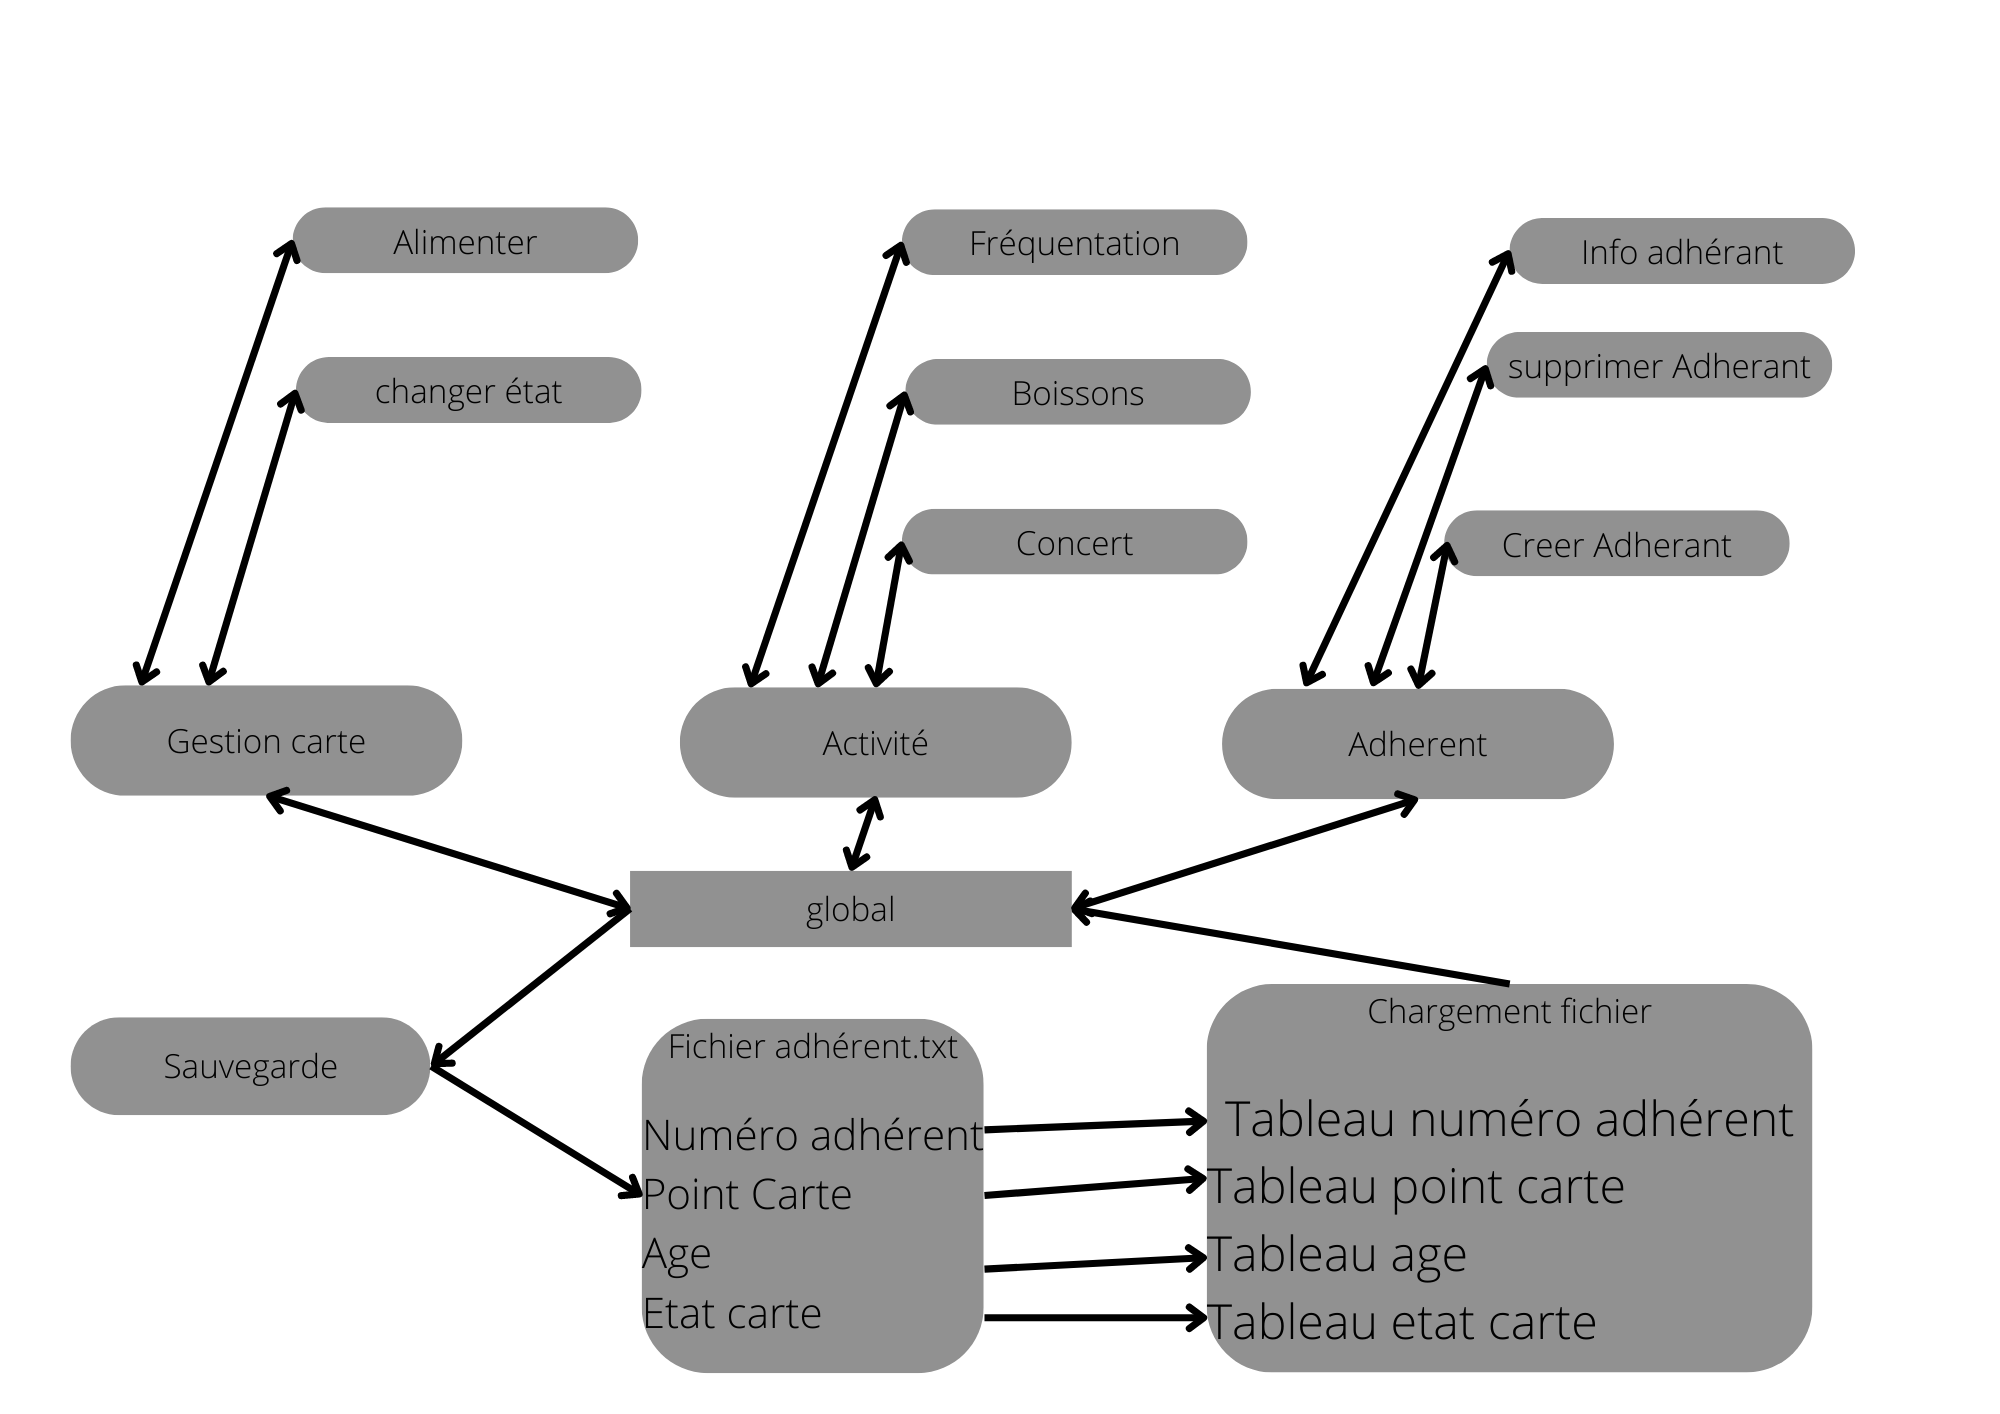 Alimenter
Fréquentation
Info adhérant
changer état
Boissons
supprimer Adherant
Concert
Creer Adherant
Gestion carte
Activité
Adherent
global
Sauvegarde
Fichier adhérent.txt
Numéro adhérent
Point Carte
Age
Etat carte
Chargement fichier
Tableau numéro adhérent
Tableau point carte
Tableau age
Tableau etat carte